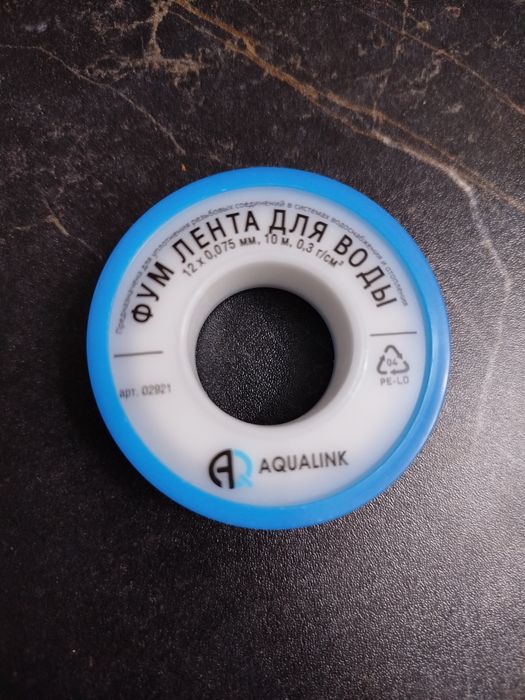 Предназначена для уплотнения резьбовых соединений в системах водоснабжения и отопления
ФУМ ЛЕНТА ДЛЯ ВОДЫ
12 x 0,075 мм, 10 м, 0,3 г/см³
04
PE-LD
арт. 02921
AQ AQUALINK